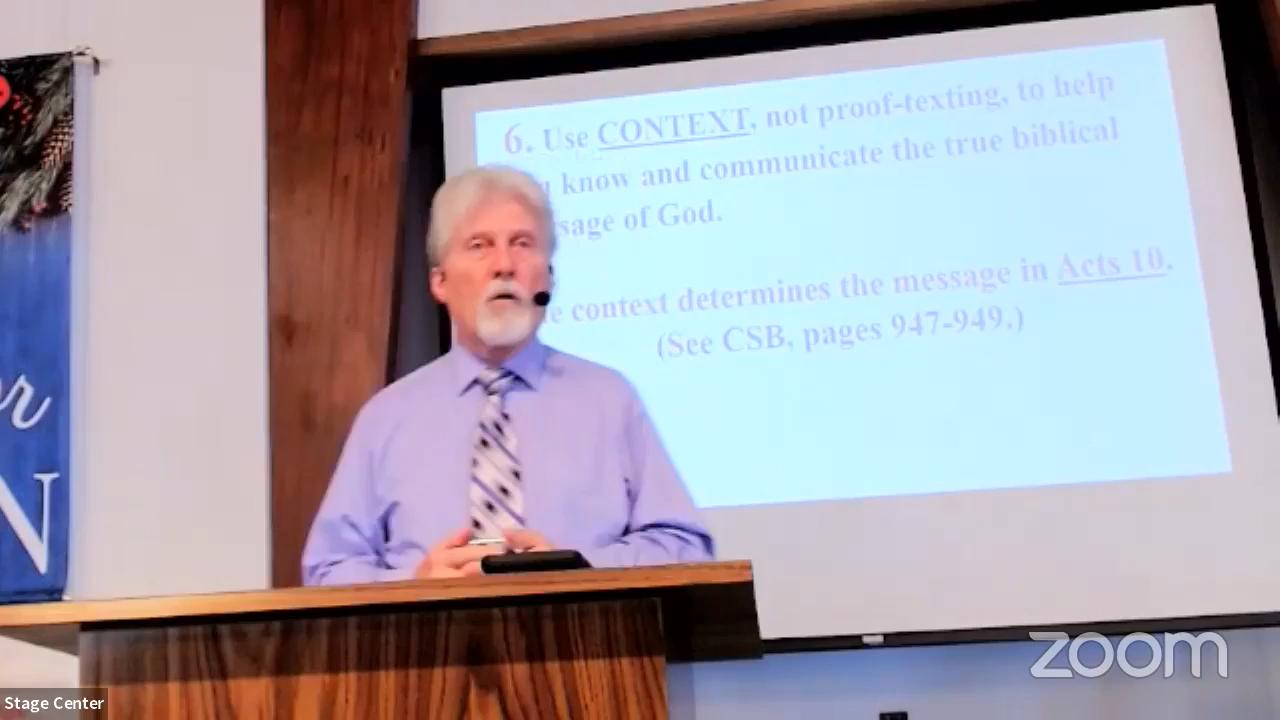 6. Use CONTEXT, not proof-texting, to help
know and communicate the true biblical
sage of God.
context determines the message in Acts 10.
(See CSB, pages 947-949.)
or
N
zoom
Stage Center